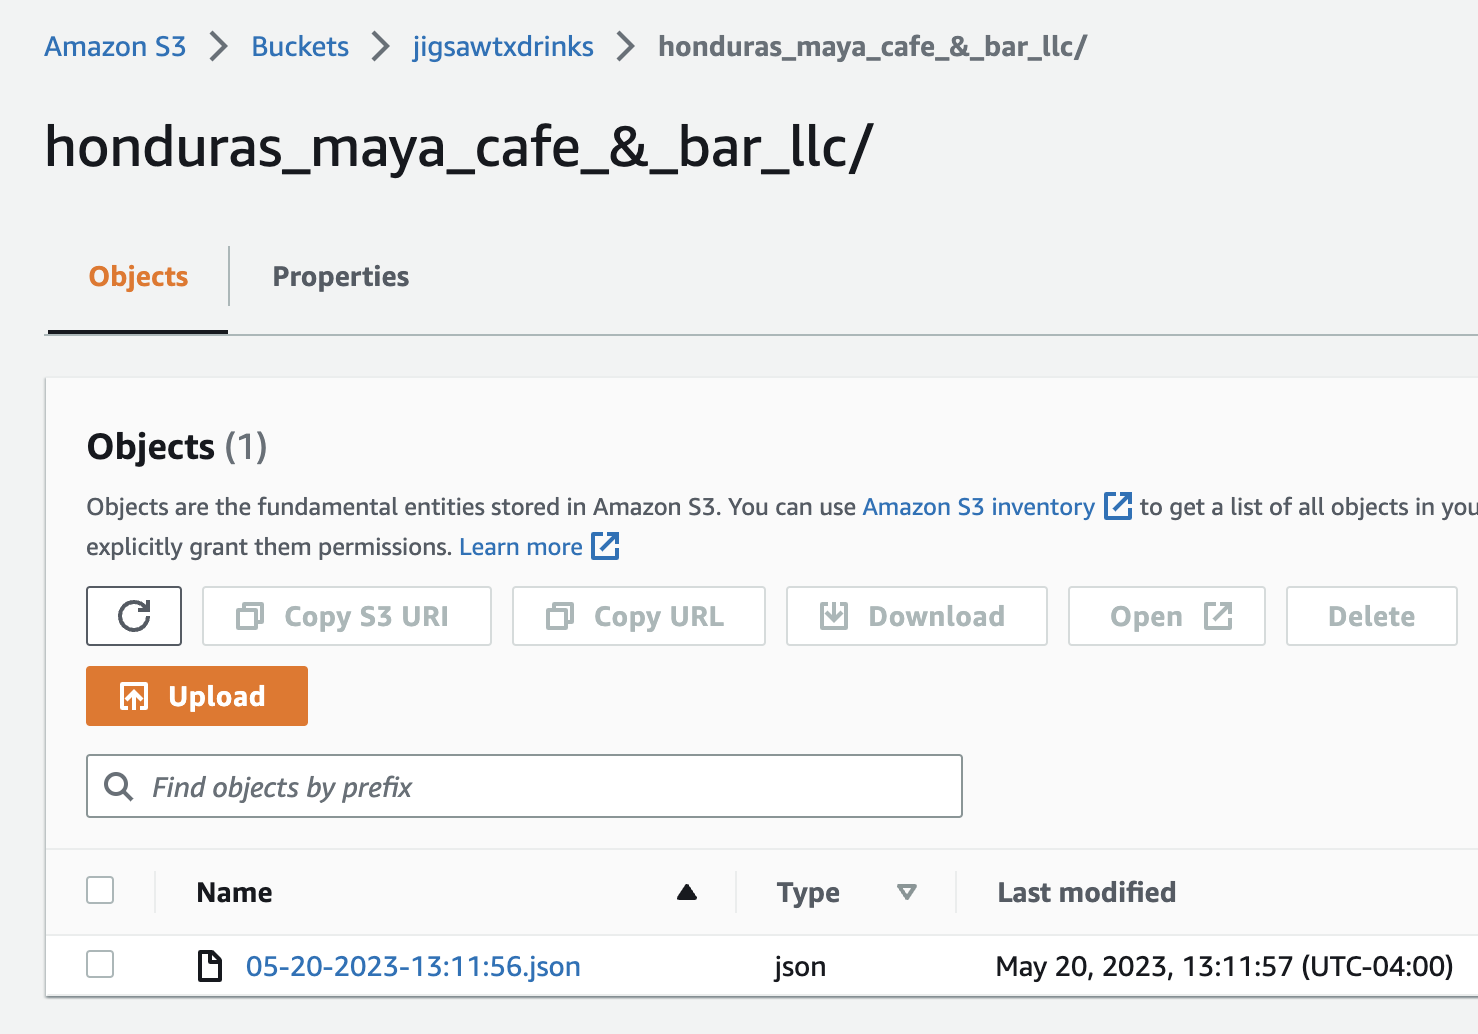 Amazon S3 > Buckets > jigsawtxdrinks > honduras_maya_cafe_&_bar_llc/
honduras_maya_cafe_&_bar_llc/
Objects Properties
Objects (1)
Objects are the fundamental entities stored in Amazon S3. You can use Amazon S3 inventory to get a list of all objects in you
explicitly grant them permissions. Learn more
Copy S3 URI Copy URL Download Open Delete
Upload
Find objects by prefix
Name Type Last modified
05-20-2023-13:11:56.json json May 20, 2023, 13:11:57 (UTC-04:00)